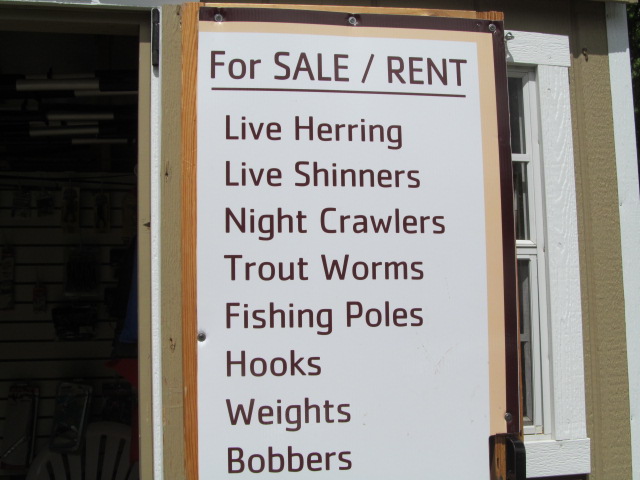 For SALE / RENT
Live Herring
Live Shinners
Night Crawlers
Trout Worms
Fishing Poles
Hooks
Weights
Bobbers